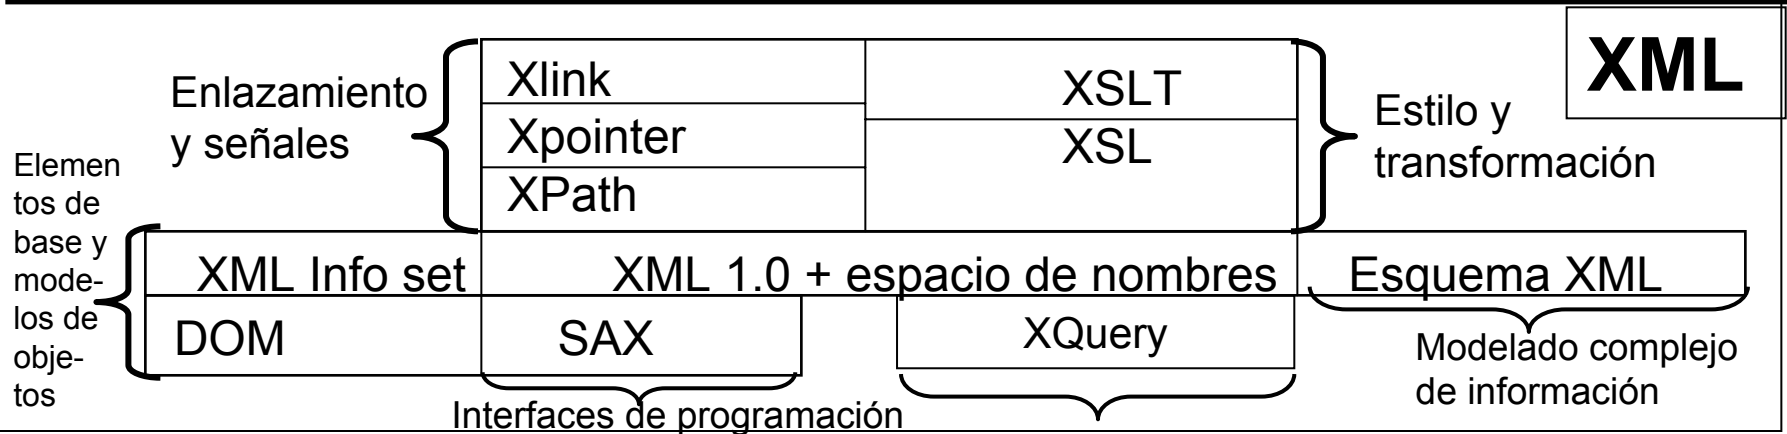 XML
Enlazamiento
y señales
Xlink
Xpointer
XPath
XSLT
XSL
Estilo y
transformación
Elemen
tos de
base y
mode-
los de
obje-
tos
XML Info set
XML 1.0 + espacio de nombres
Esquema XML
DOM
SAX
XQuery
Modelado complejo
de información
Interfaces de programación